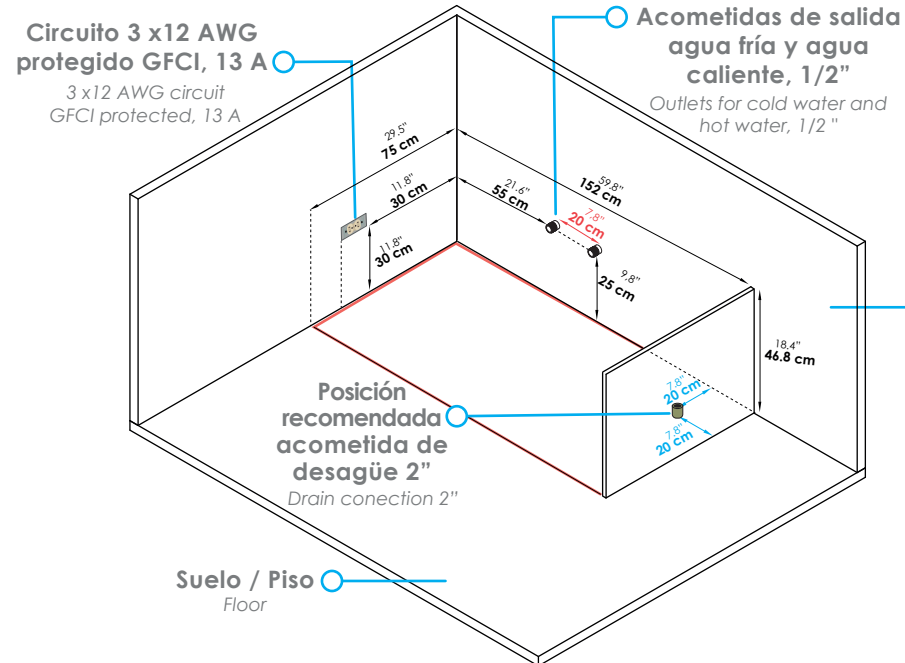 Circuito 3 x12 AWG
protegido GFCI, 13 A
3 x12 AWG circuit
GFCI protected, 13 A
Acometidas de salida
agua fría y agua
caliente, 1/2”
Outlets for cold water and
hot water, 1/2 "
29.5"
75 cm
11.8"
30 cm
11.8"
30 cm
21.6"
55 cm
59.8"
152 cm
7.8"
20 cm
9.8"
25 cm
18.4"
46.8 cm
7.8"
20 cm
7.8"
20 cm
Posición
recomendada
acometida de
desagüe 2”
Drain conection 2”
Suelo / Piso
Floor